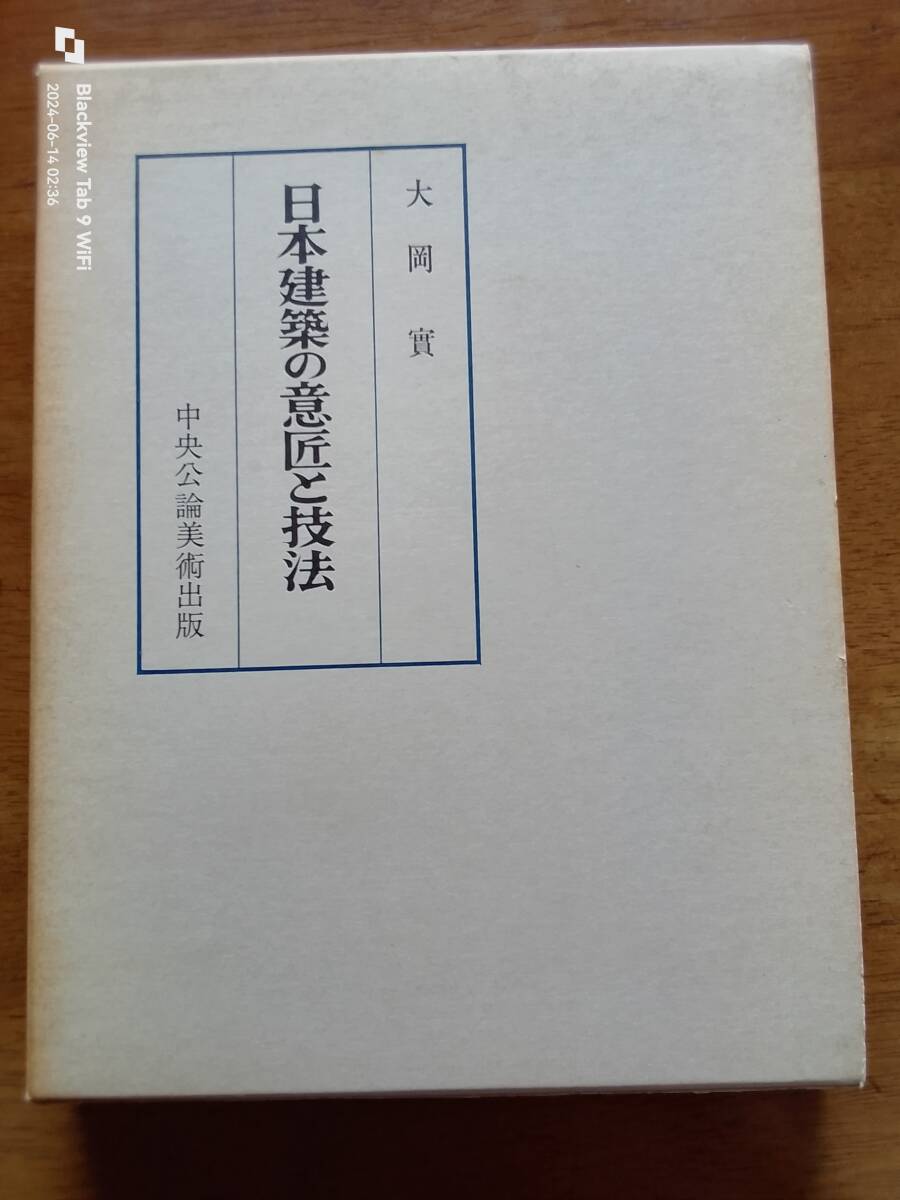 大岡實
日本建築の意匠と技法
中央公論美術出版
Blackview Tab 9 WiFi
2024-06-14 02:36